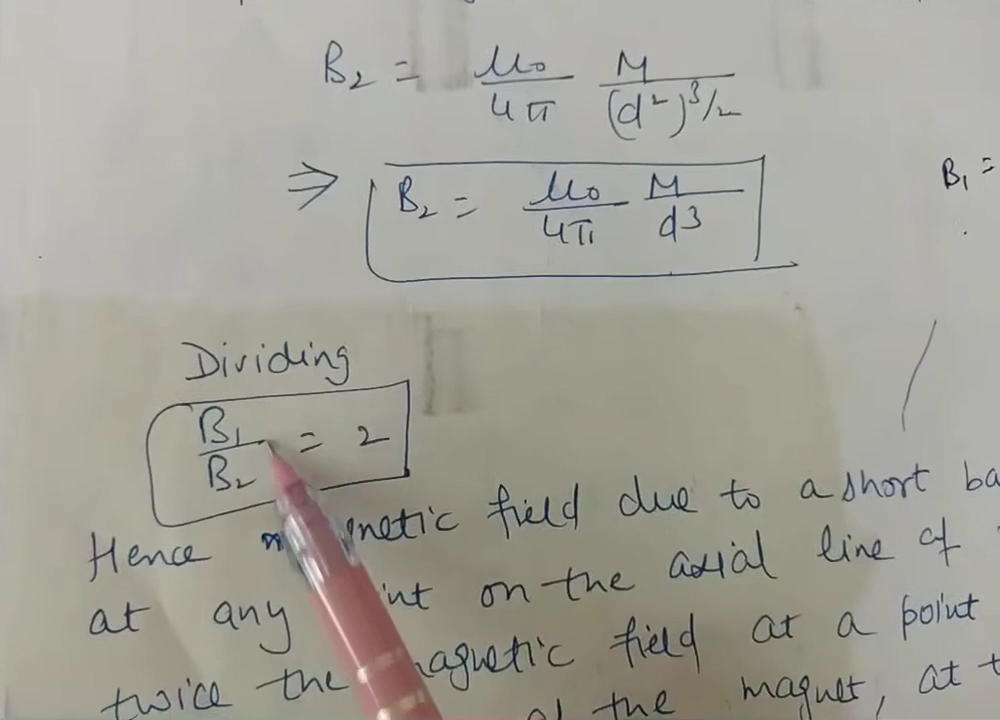 B₂ = μ₀/4π M/(d²)^3/2
⇒ B₂ = μ₀/4π M/d³
B₁ =
Dividing
B₁/B₂ = 2
Hence netic field due to a short ba
at any int on the axial line of
twice the magnetic field at a point
of the magnet, at t